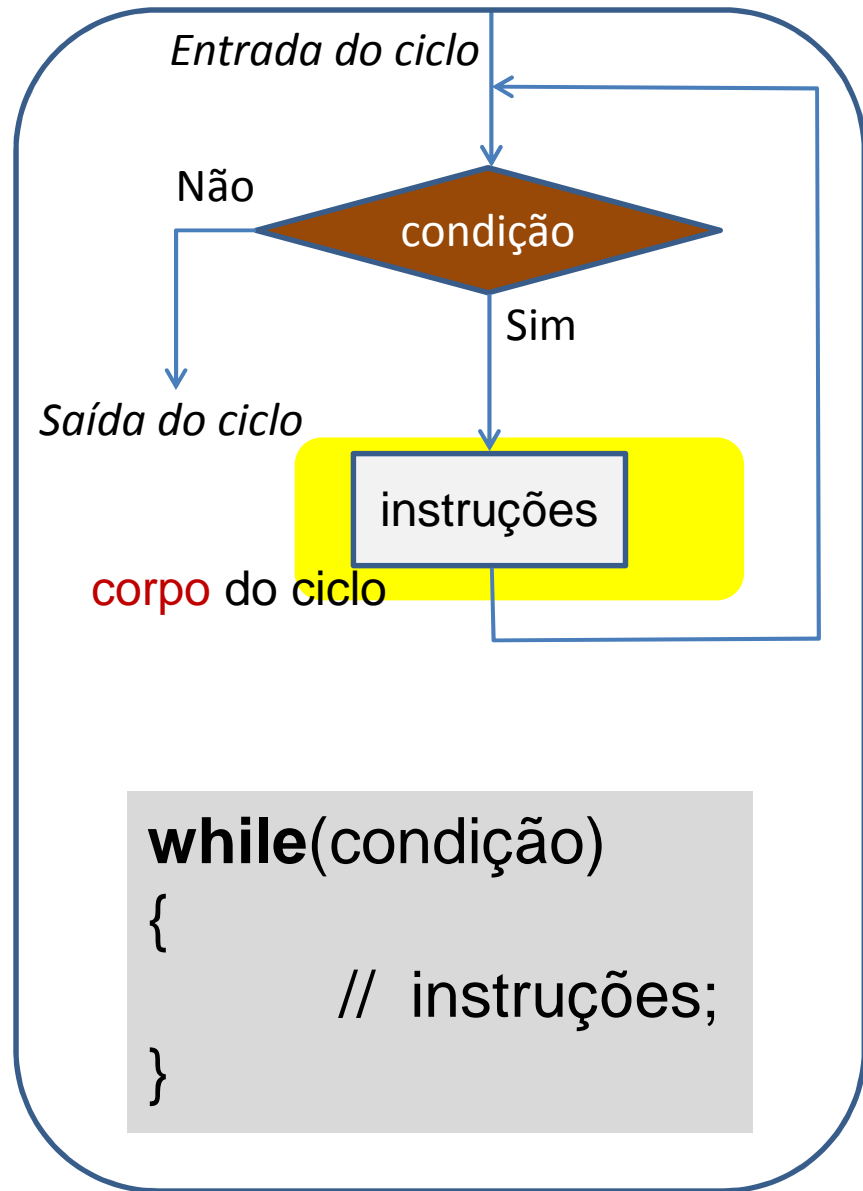 Entrada do ciclo
Não
condição
Sim
Saída do ciclo
instruções
corpo do ciclo
while(condição)
{
// instruções;
}